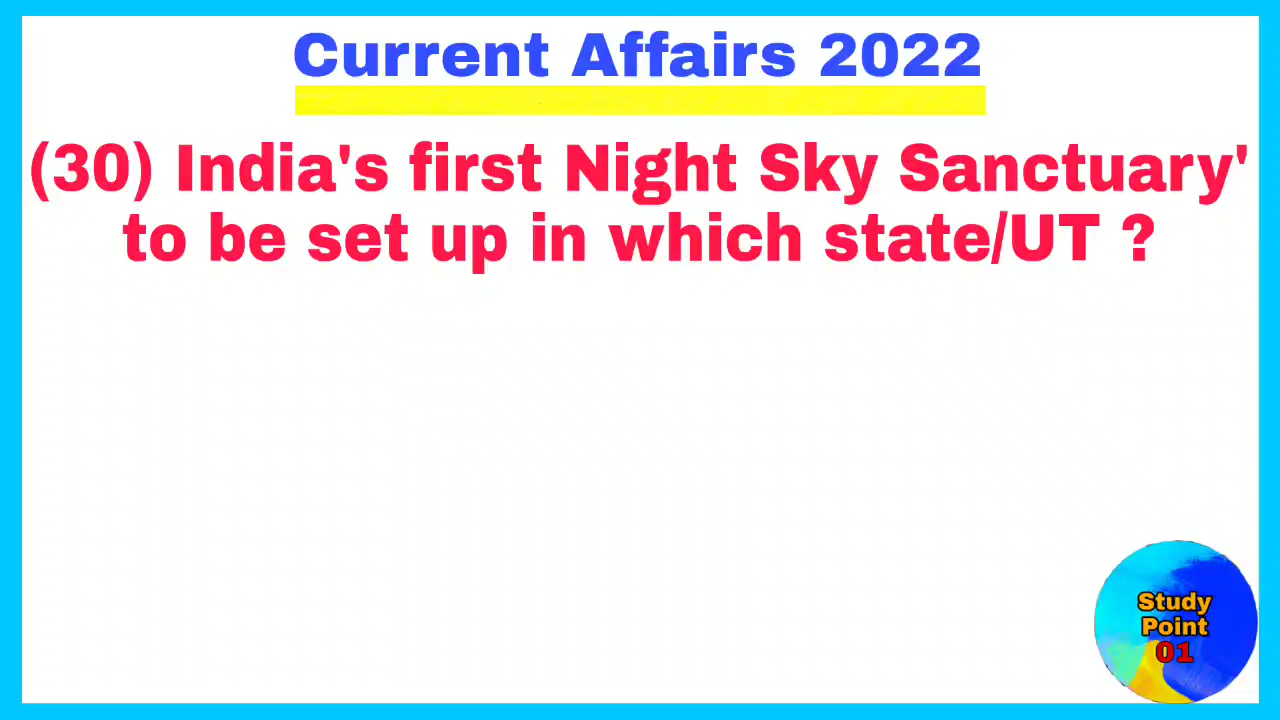 Current Affairs 2022
(30) India's first Night Sky Sanctuary'
to be set up in which state/UT ?
Study
Point
01